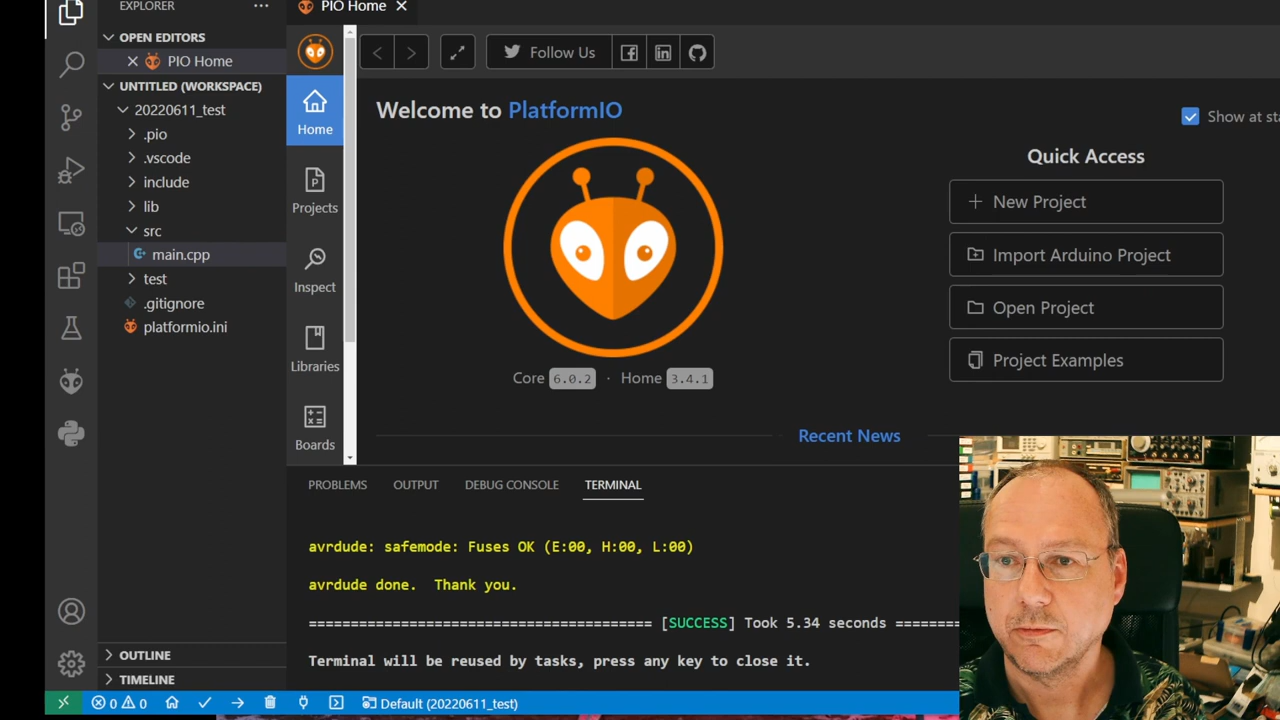 EXPLORER
PIO Home
OPEN EDITORS
PIO Home
UNTITLED (WORKSPACE)
20220611_test
.pio
.vscode
include
lib
src
main.cpp
test
.gitignore
platformio.ini
OUTLINE
TIMELINE
Home
Projects
Inspect
Libraries
Boards
Follow Us
Welcome to PlatformIO
Show at sta
Core 6.0.2 · Home 3.4.1
Quick Access
New Project
Import Arduino Project
Open Project
Project Examples
Recent News
PROBLEMS OUTPUT DEBUG CONSOLE TERMINAL
avrdude: safemode: Fuses OK (E:00, H:00, L:00)
avrdude done.  Thank you.
========================================= [SUCCESS] Took 5.34 seconds ========
Terminal will be reused by tasks, press any key to close it.
0 0 Default (20220611_test)